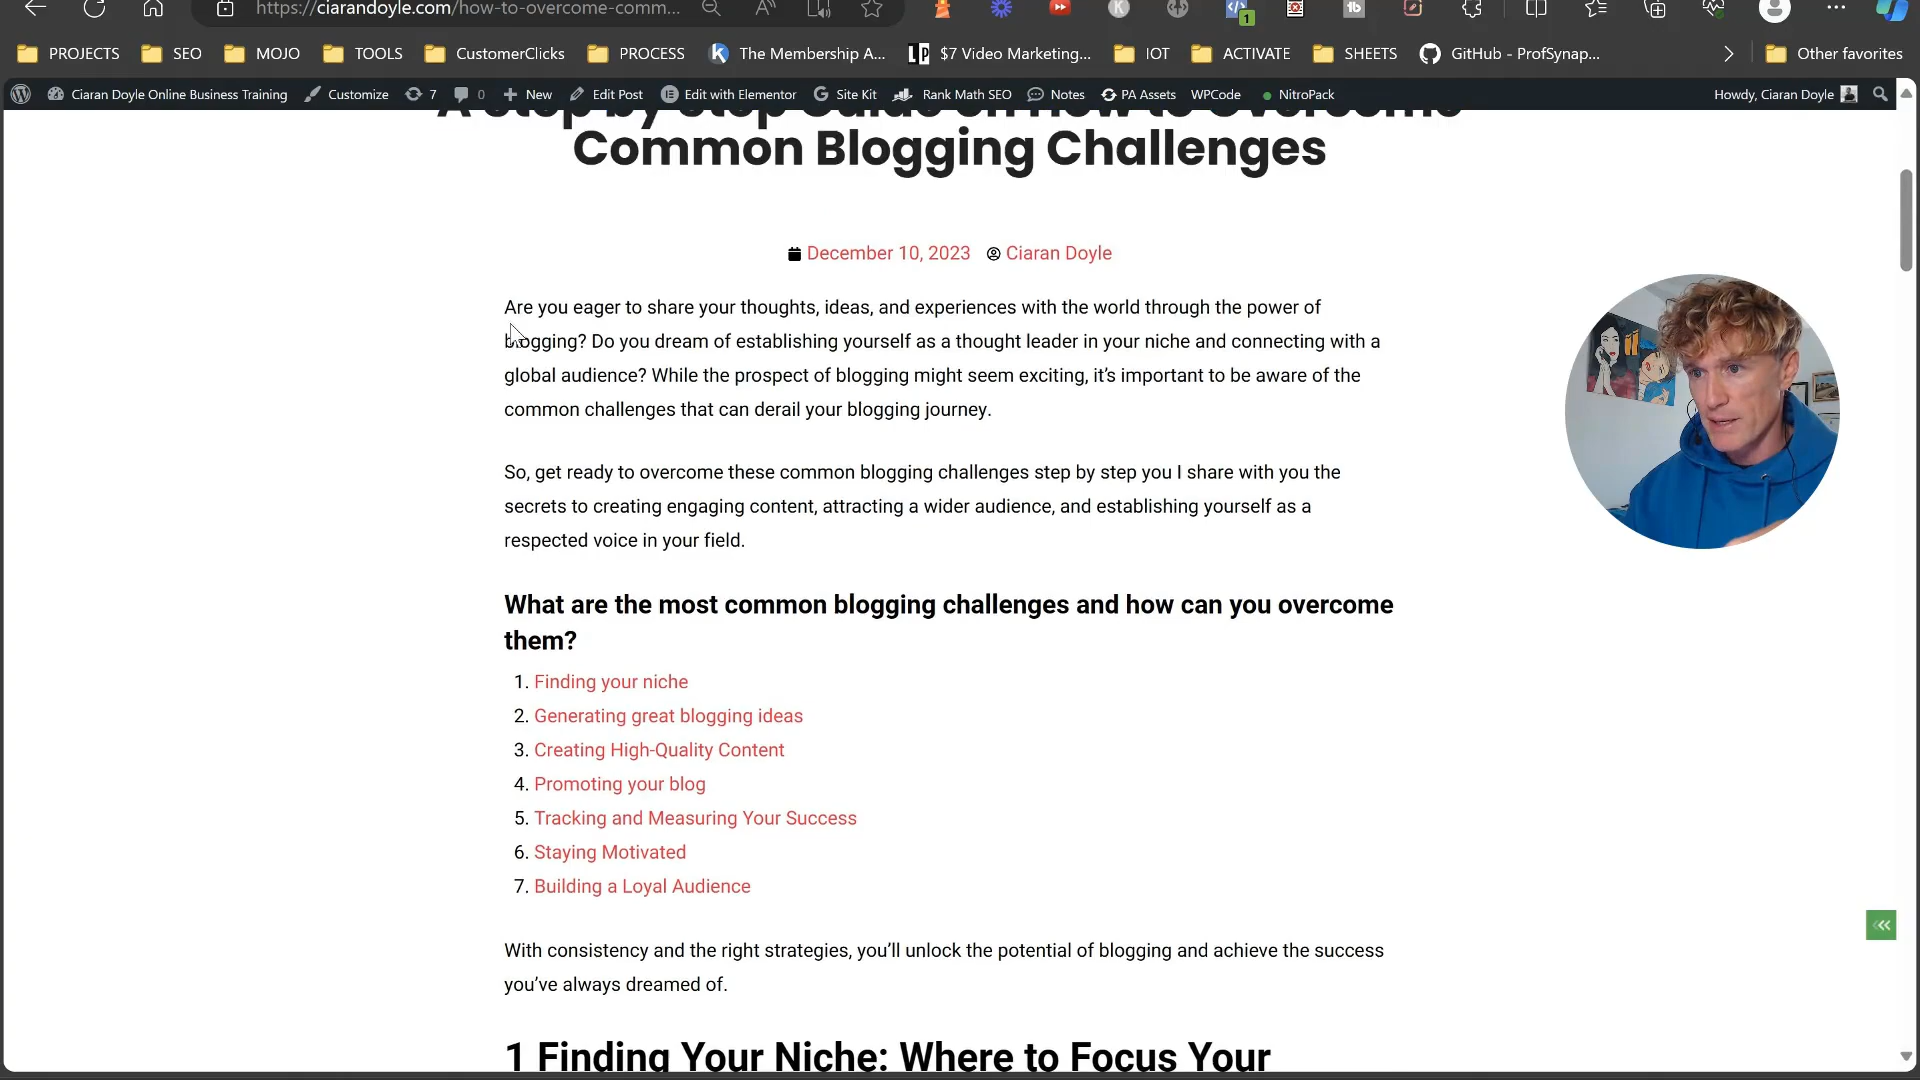 https://ciarandoyle.com/how-to-overcome-comm...
1
PROJECTS SEO MOJO TOOLS CustomerClicks PROCESS The Membership A... $7 Video Marketing... IOT ACTIVATE SHEETS GitHub - ProfSynap... Other favorites
Ciaran Doyle Online Business Training Customize 7 0 New Edit Post Edit with Elementor Site Kit Rank Math SEO Notes PA Assets WPCode NitroPack Howdy, Ciaran Doyle
A Step by Step Guide on How to Overcome
Common Blogging Challenges
December 10, 2023 Ciaran Doyle
Are you eager to share your thoughts, ideas, and experiences with the world through the power of
blogging? Do you dream of establishing yourself as a thought leader in your niche and connecting with a
global audience? While the prospect of blogging might seem exciting, it's important to be aware of the
common challenges that can derail your blogging journey.
So, get ready to overcome these common blogging challenges step by step you I share with you the
secrets to creating engaging content, attracting a wider audience, and establishing yourself as a
respected voice in your field.
What are the most common blogging challenges and how can you overcome
them?
1. Finding your niche
2. Generating great blogging ideas
3. Creating High-Quality Content
4. Promoting your blog
5. Tracking and Measuring Your Success
6. Staying Motivated
7. Building a Loyal Audience
With consistency and the right strategies, you'll unlock the potential of blogging and achieve the success
you've always dreamed of.
1 Finding Your Niche: Where to Focus Your